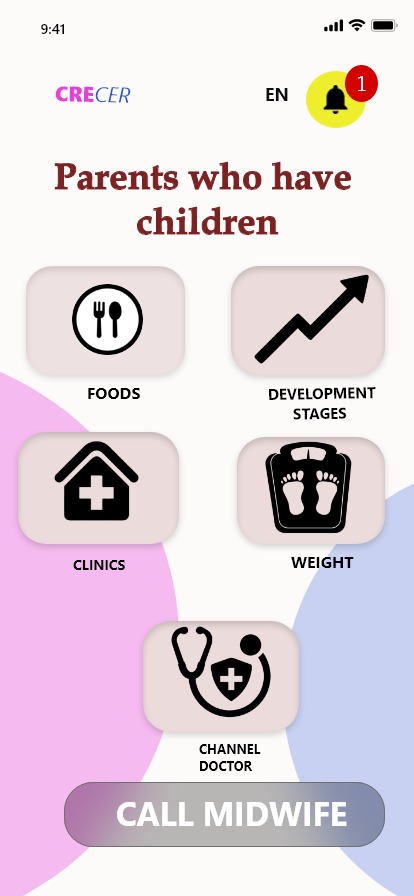 9:41
CRECER
EN
1
Parents who have
children
FOODS
DEVELOPMENT
STAGES
CLINICS
WEIGHT
CHANNEL
DOCTOR
CALL MIDWIFE